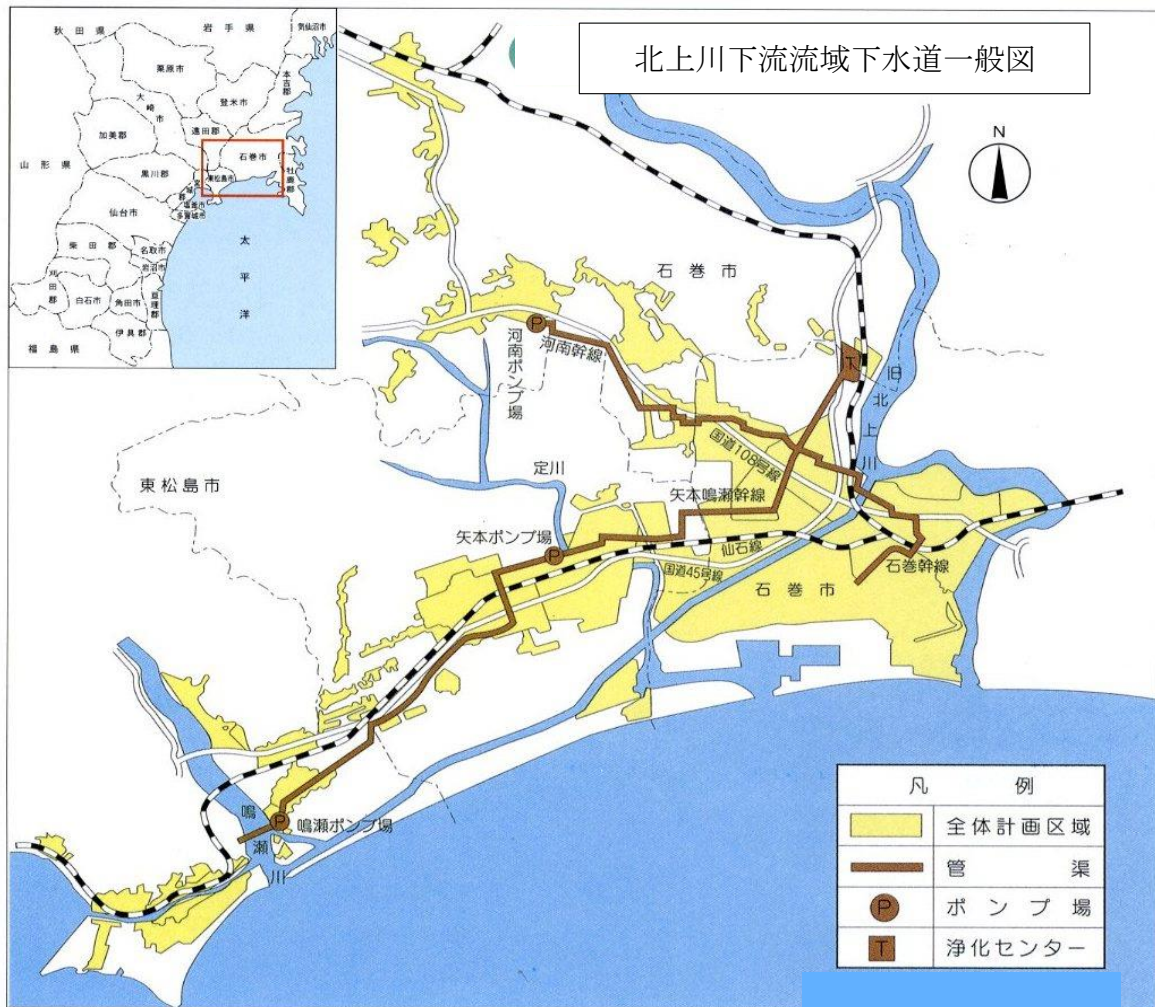 北上川下流流域下水道一般図
秋田県
岩手県
気仙沼市
栗原市
本吉郡
大崎市
登米市
遠田郡
加美郡
石巻市
山形県
黒川郡
東松島市
牡鹿郡
宮城郡
塩竈市
多賀城市
仙台市
太平洋
柴田郡
名取市
岩沼市
刈田郡
白石市
角田市
亘理郡
伊具郡
福島県
N
石巻市
P
河南幹線
河南ポンプ場
T
旧北上川
国道108号線
定川
東松島市
矢本鳴瀬幹線
矢本ポンプ場
P
仙石線
国道45号線
石巻幹線
石巻市
鳴瀬川
P
鳴瀬ポンプ場
凡例
全体計画区域
管渠
P ポンプ場
T 浄化センター